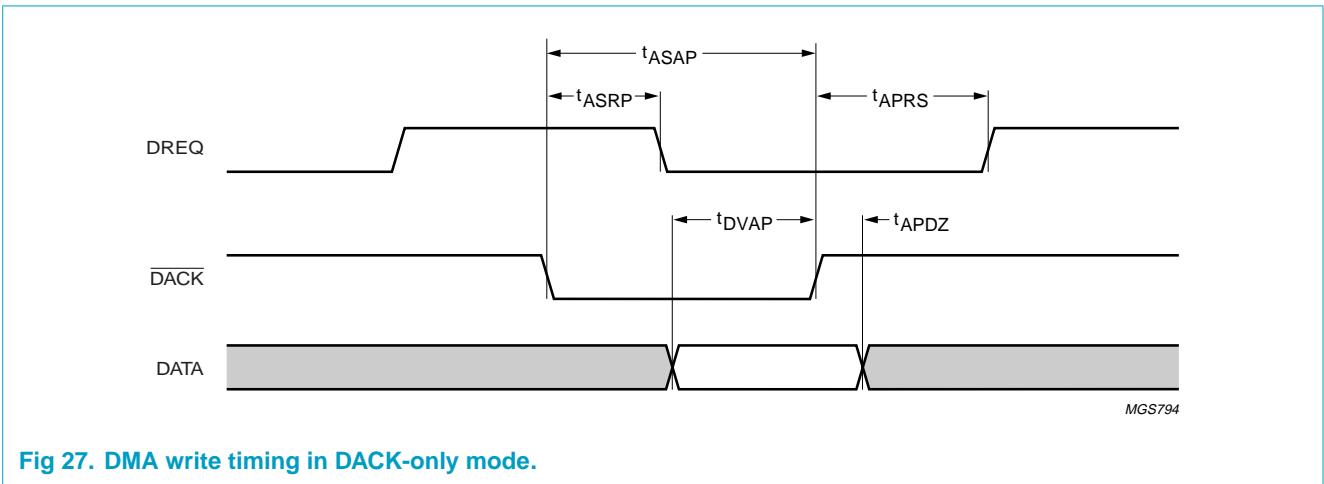 tASAP
tASRP
tAPRS
DREQ
tDVAP
tAPDZ
DACK
DATA
MGS794
Fig 27. DMA write timing in DACK-only mode.